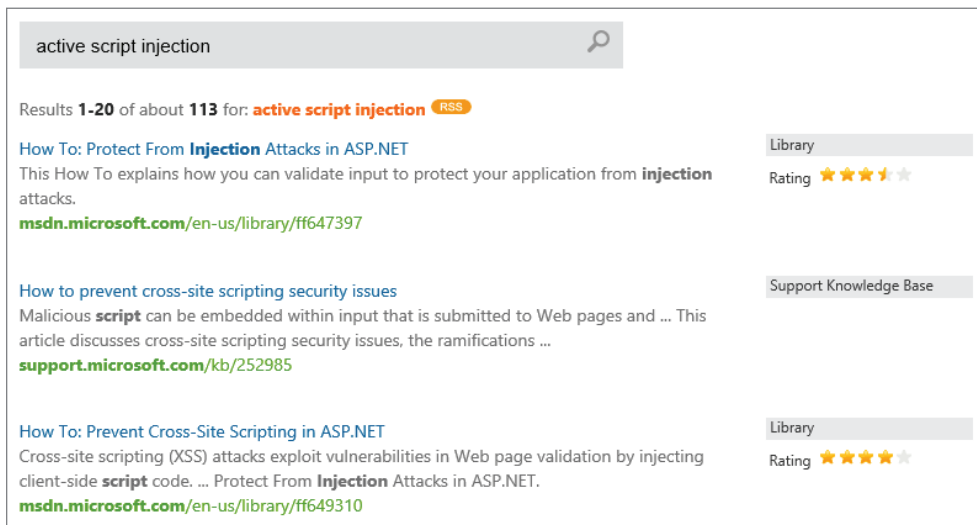 active script injection
Results 1-20 of about 113 for: active script injection RSS
How To: Protect From Injection Attacks in ASP.NET
This How To explains how you can validate input to protect your application from injection
attacks.
msdn.microsoft.com/en-us/library/ff647397
Library
Rating
How to prevent cross-site scripting security issues
Malicious script can be embedded within input that is submitted to Web pages and ... This
article discusses cross-site scripting security issues, the ramifications ...
support.microsoft.com/kb/252985
Support Knowledge Base
How To: Prevent Cross-Site Scripting in ASP.NET
Cross-site scripting (XSS) attacks exploit vulnerabilities in Web page validation by injecting
client-side script code. ... Protect From Injection Attacks in ASP.NET.
msdn.microsoft.com/en-us/library/ff649310
Library
Rating